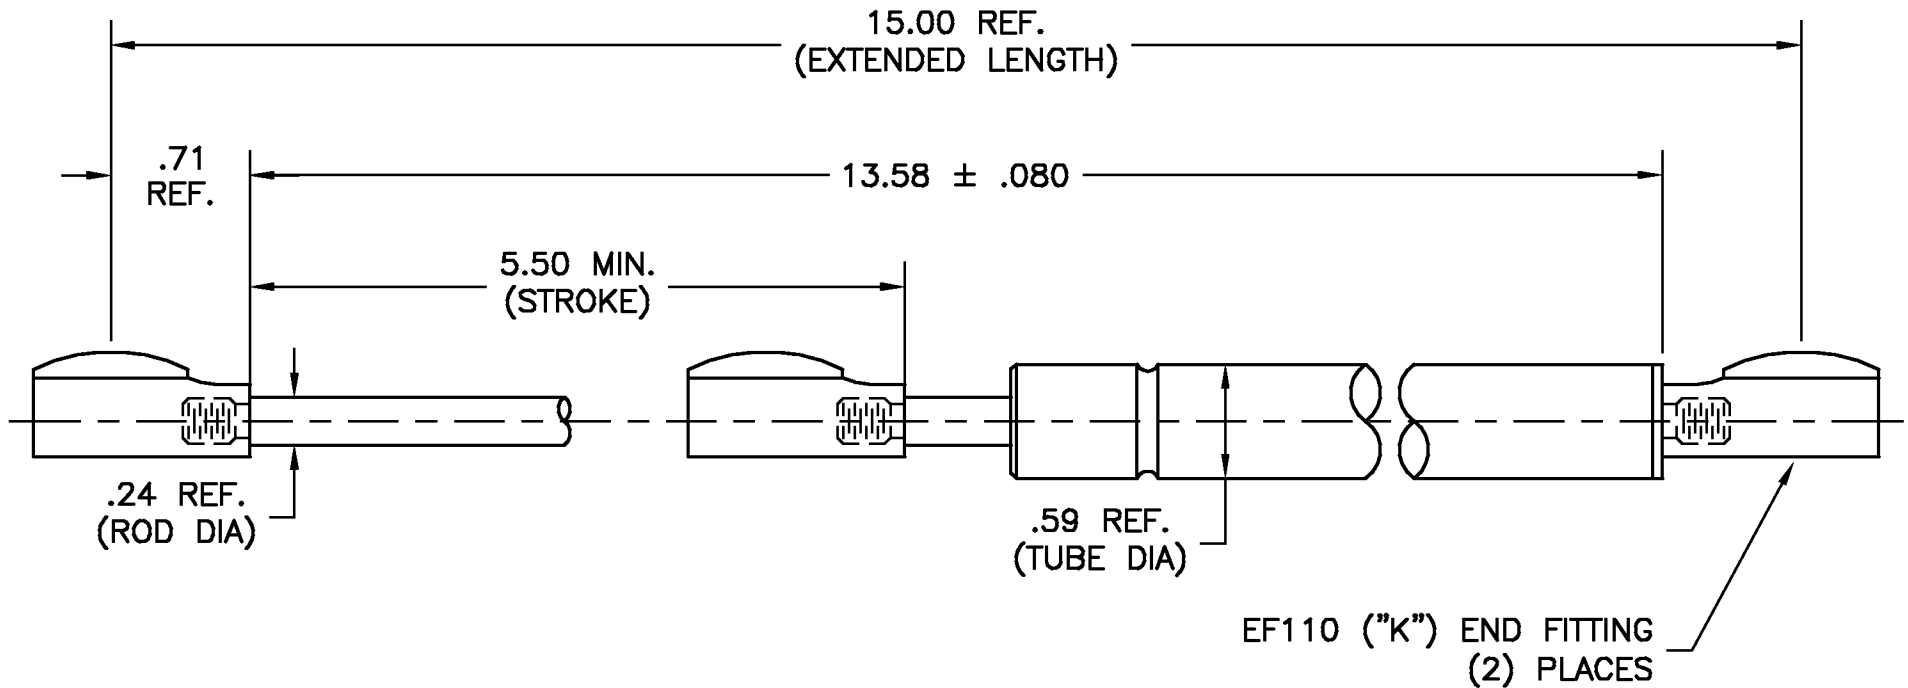 15.00 REF.
(EXTENDED LENGTH)
.71
REF.
13.58 ± .080
5.50 MIN.
(STROKE)
.24 REF.
(ROD DIA)
.59 REF.
(TUBE DIA)
EF110 ("K") END FITTING
(2) PLACES